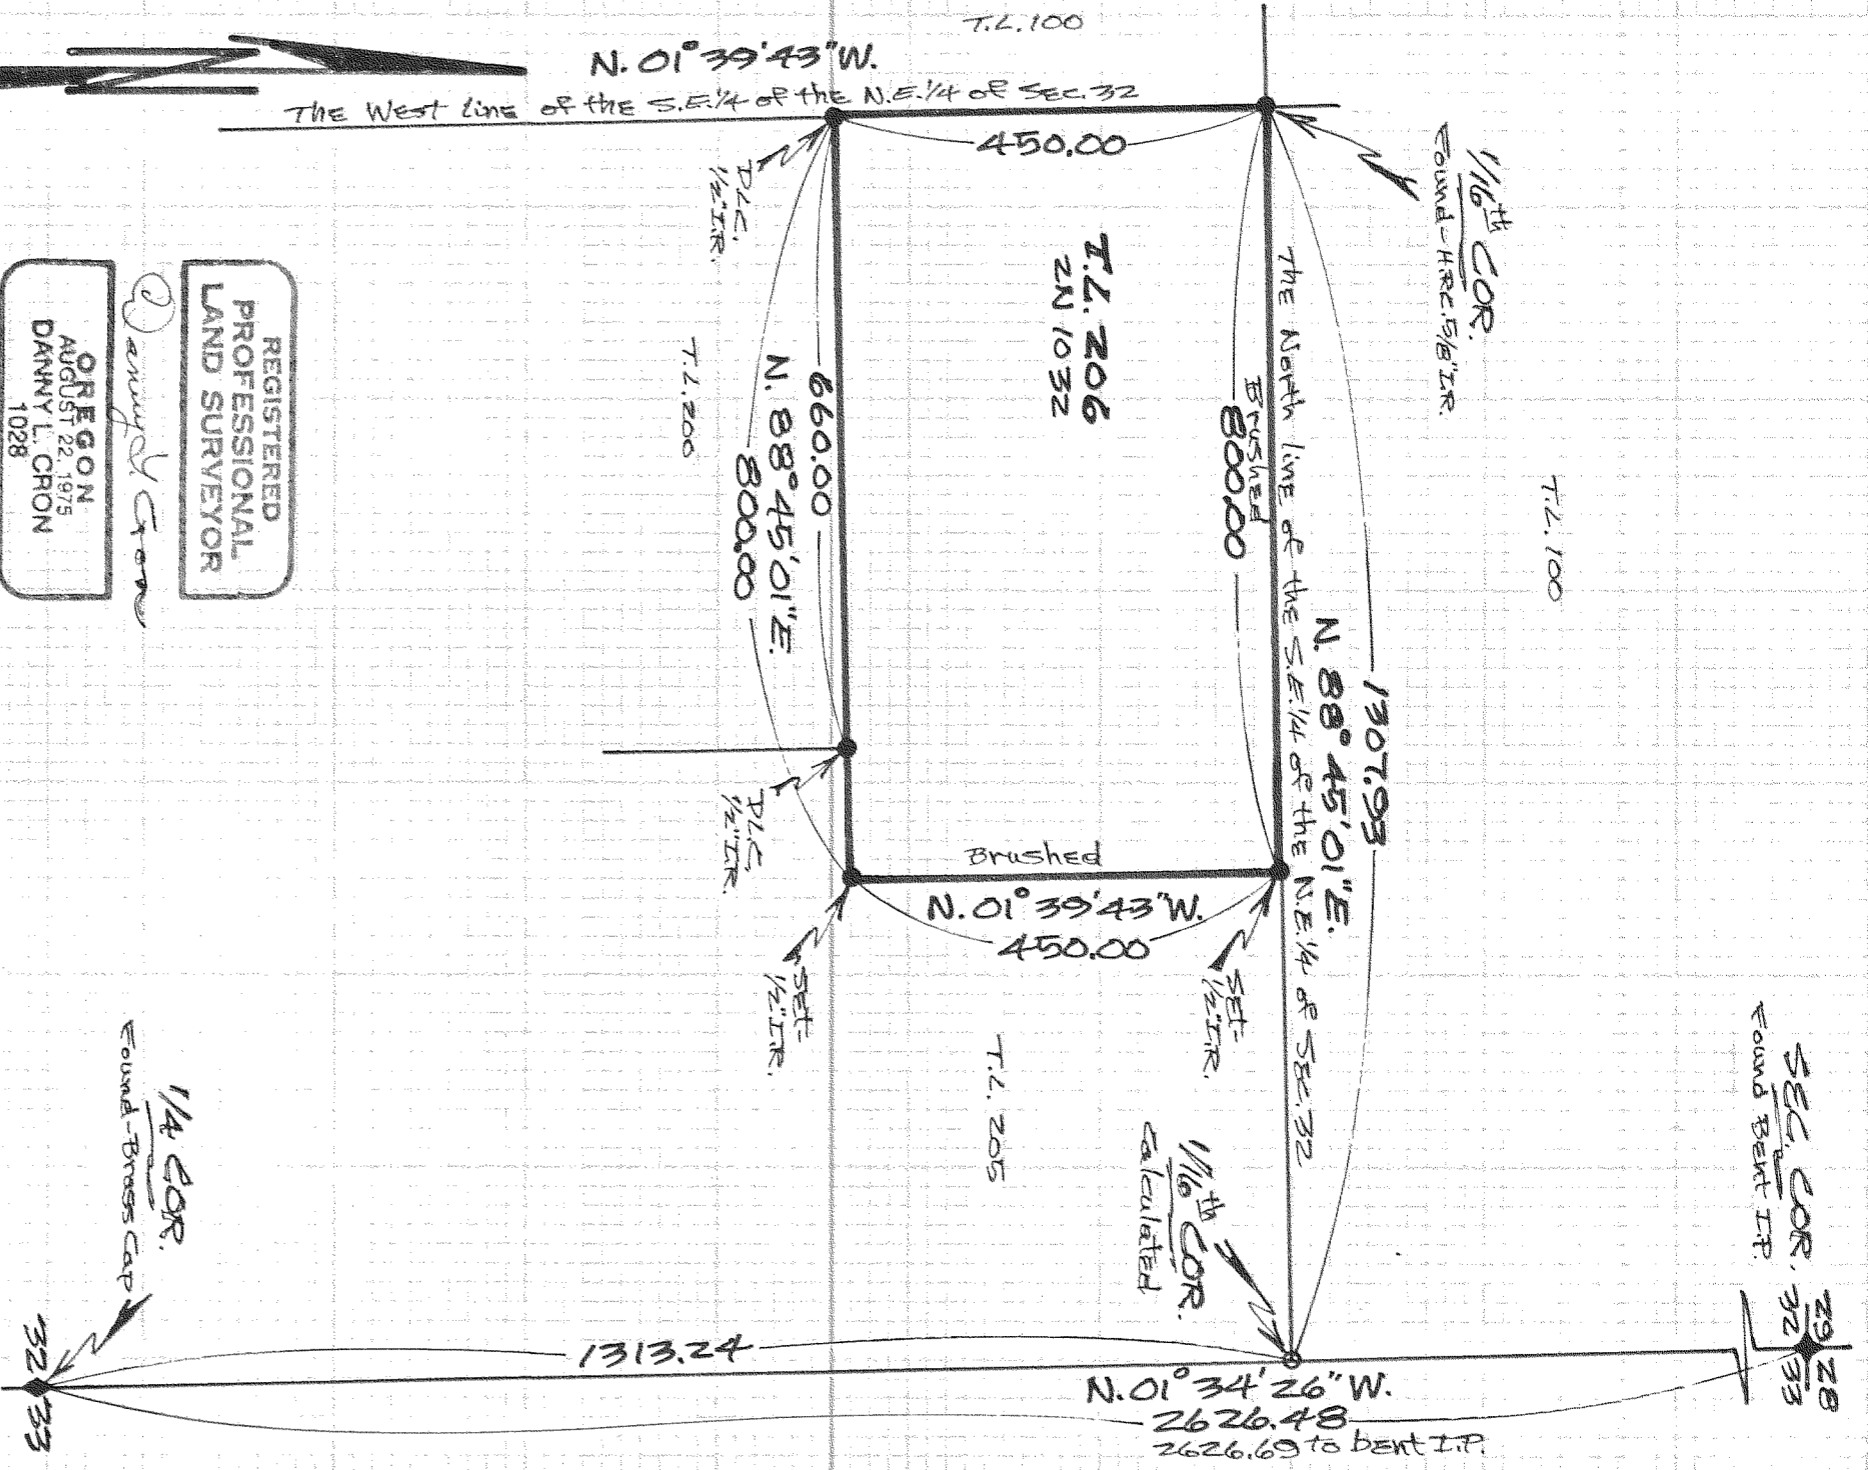 T.L.100
N. 01°39'43"W.
The West line of the S.E.1/4 of the N.E.1/4 of Sec.32
450.00
1/16th COR.
Found-H.R.C. 5/8" I.R.
D.L.C.
1/2" I.R.
T.L. 206
2N 10 32
The North line of the S.E.1/4 of the N.E.1/4 of SEC.32
Brushed
800.00
N. 88° 45' 01" E.
1307.93
T.L.100
660.00
N. 88° 45' 01" E.
800.00
T.L. 200
REGISTERED
PROFESSIONAL
LAND SURVEYOR
Danny L. Cron
OREGON
AUGUST 22, 1975
DANNY L. CRON
1028
D.L.C.
1/2" I.R.
Brushed
N. 01°39'43"W.
450.00
SET-
1/2" I.R.
SET-
1/2" I.R.
T.L. 205
1/16th COR.
Calculated
SEC. COR.
Found Bent I.P.
29 28
32 33
1/4 COR.
Found-Brass Cap
32
33
1313.24
N. 01° 34' 26" W.
2626.48
2626.69 to bent I.P.